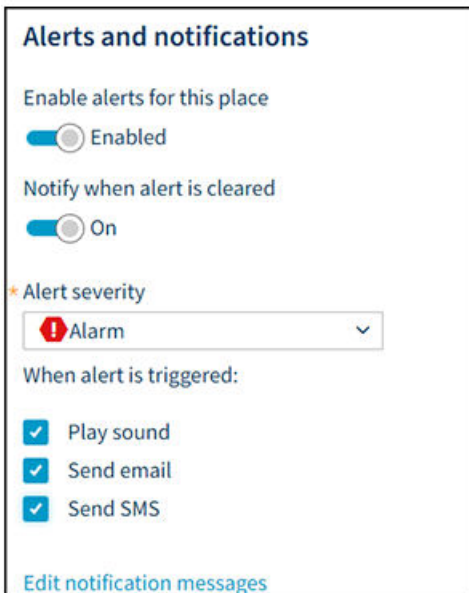 Alerts and notifications
Enable alerts for this place
Enabled
Notify when alert is cleared
On
* Alert severity
! Alarm
When alert is triggered:
Play sound
Send email
Send SMS
Edit notification messages